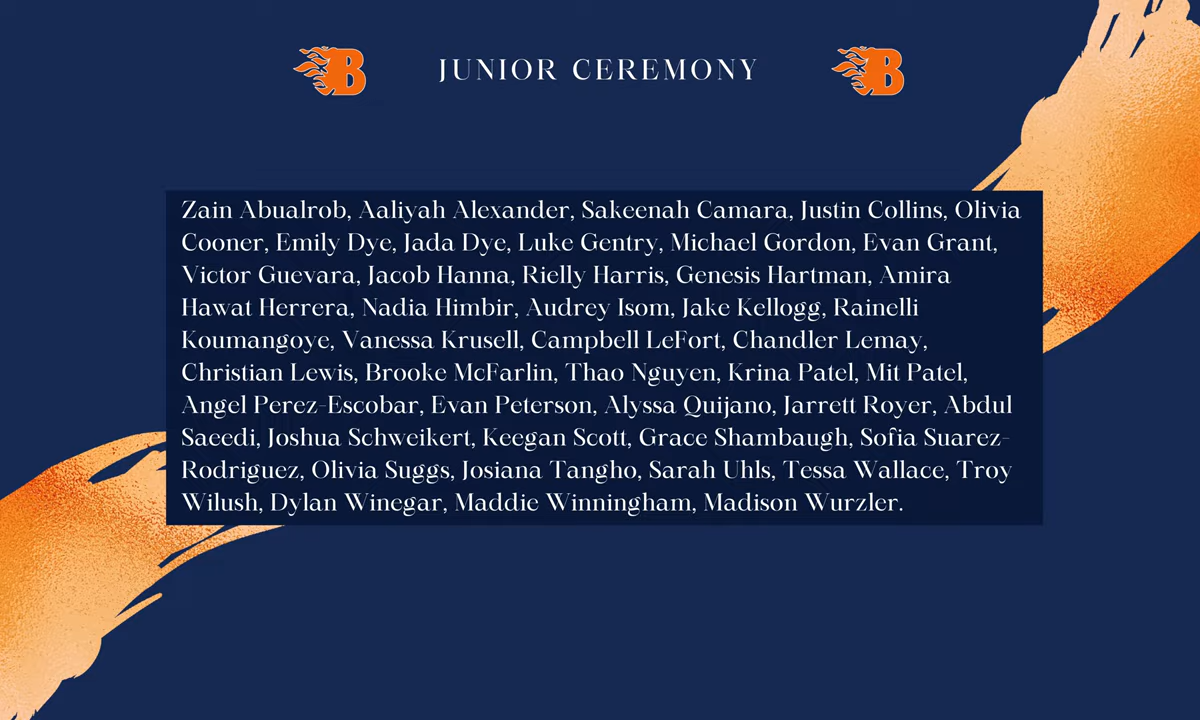 B JUNIOR CEREMONY B
Zain Abualrob, Aaliyah Alexander, Sakeenah Camara, Justin Collins, Olivia
Cooner, Emily Dye, Jada Dye, Luke Gentry, Michael Gordon, Evan Grant,
Victor Guevara, Jacob Hanna, Rielly Harris, Genesis Hartman, Amira
Hawat Herrera, Nadia Himbir, Audrey Isom, Jake Kellogg, Rainelli
Koumangoye, Vanessa Krusell, Campbell LeFort, Chandler Lemay,
Christian Lewis, Brooke McFarlin, Thao Nguyen, Krina Patel, Mit Patel,
Angel Perez-Escobar, Evan Peterson, Alyssa Quijano, Jarrett Royer, Abdul
Saeedi, Joshua Schweikert, Keegan Scott, Grace Shambaugh, Sofia Suarez-
Rodriguez, Olivia Suggs, Josiana Tangho, Sarah Uhls, Tessa Wallace, Troy
Wilush, Dylan Winegar, Maddie Winningham, Madison Wurzler.